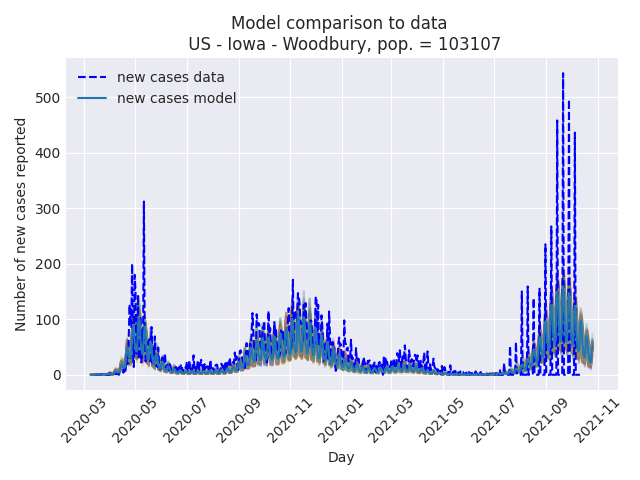 Model comparison to data
US - Iowa - Woodbury, pop. = 103107
new cases data
new cases model
Number of new cases reported
500
400
300
200
100
0
2020-03
2020-05
2020-07
2020-09
2020-11
2021-01
2021-03
2021-05
2021-07
2021-09
2021-11
Day